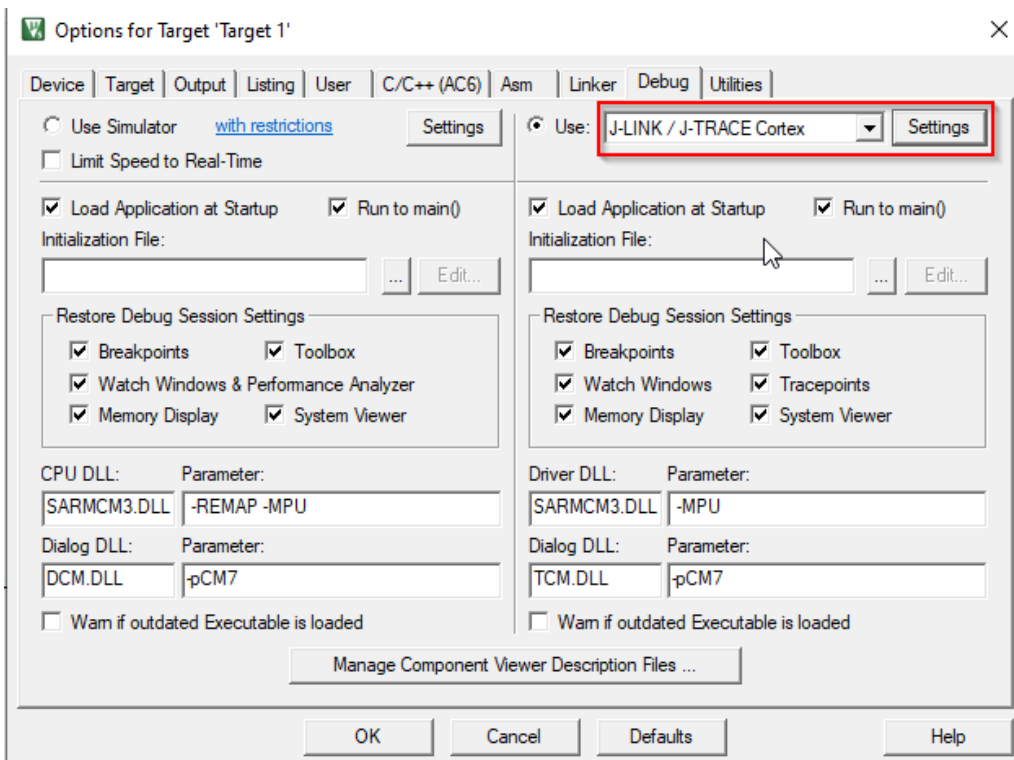 Options for Target 'Target 1'
Device Target Output Listing User C/C++ (AC6) Asm Linker Debug Utilities
Use Simulator with restrictions Settings
Limit Speed to Real-Time
Load Application at Startup Run to main()
Initialization File:
... Edit...
Restore Debug Session Settings
Breakpoints Toolbox
Watch Windows & Performance Analyzer
Memory Display System Viewer
CPU DLL: Parameter:
SARMCM3.DLL -REMAP -MPU
Dialog DLL: Parameter:
DCM.DLL -pCM7
Warn if outdated Executable is loaded
Use: J-LINK / J-TRACE Cortex Settings
Load Application at Startup Run to main()
Initialization File:
... Edit...
Restore Debug Session Settings
Breakpoints Toolbox
Watch Windows Tracepoints
Memory Display System Viewer
Driver DLL: Parameter:
SARMCM3.DLL -MPU
Dialog DLL: Parameter:
TCM.DLL -pCM7
Warn if outdated Executable is loaded
Manage Component Viewer Description Files ...
OK Cancel Defaults Help